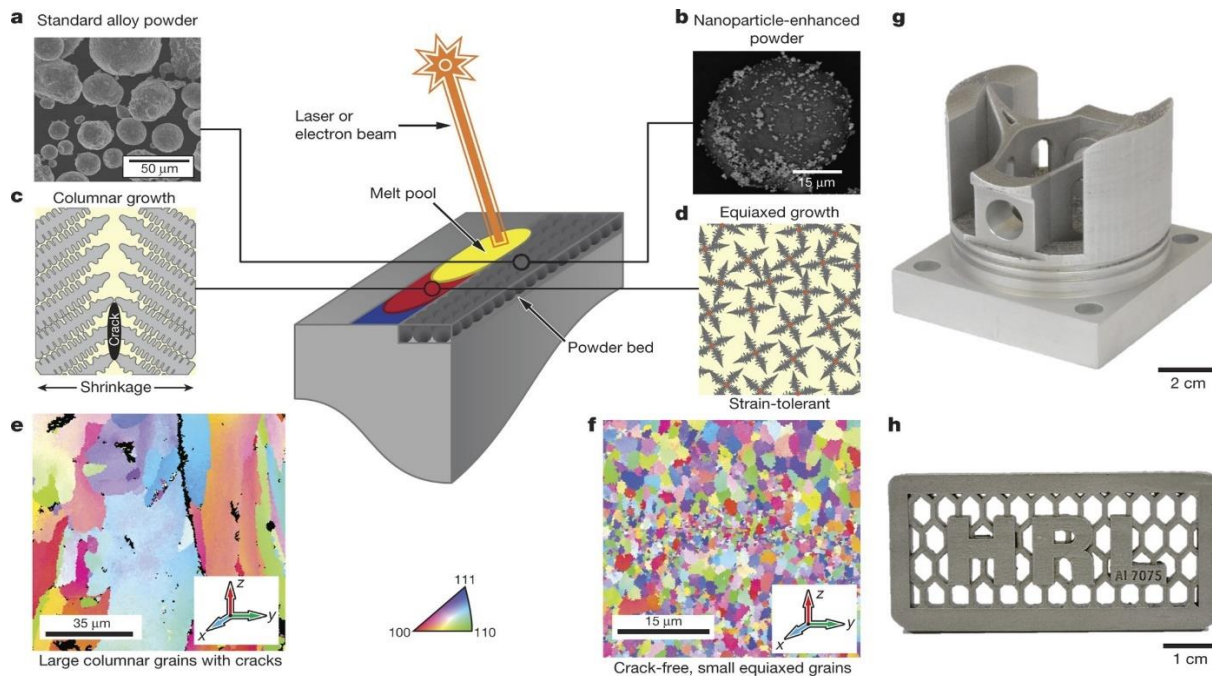 a
Standard alloy powder
50 µm
Laser or
electron beam
b
Nanoparticle-enhanced
powder
15 µm
g
2 cm
c
Columnar growth
Crack
Shrinkage
Melt pool
Powder bed
d
Equiaxed growth
Strain-tolerant
e
35 µm
z
y
x
Large columnar grains with cracks
111
100
110
f
15 µm
z
y
x
Crack-free, small equiaxed grains
h
HRL
Al 7075
1 cm